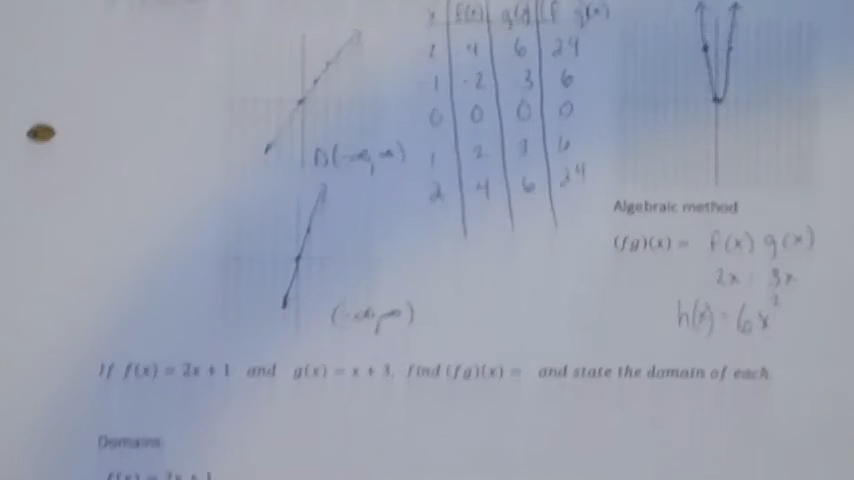 x f(x) g(x) f g(x)
2 4 6 24
-1 -2 3 6
0 0 0 0
1 2 3 6
2 4 6 24
D(-∞, ∞)
(-∞, ∞)
Algebraic method
(fg)(x) = f(x) g(x)
2x · 3x
h(x) = 6x²
If f(x) = 2x + 1 and g(x) = x + 3, find (fg)(x) = and state the domain of each.
Domains
f(x) = 2x + 1